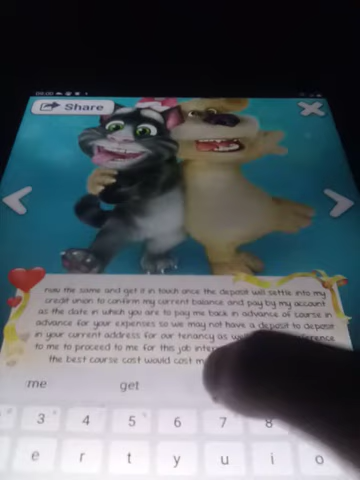 Share
now the same and get it in touch once the deposit will settle into my
credit union to confirm my current balance and pay by my account
as the date in which you are to pay me back in advance of course in
advance for your expenses so we may not have a deposit to deposit
in your current address for our tenancy as
to me to proceed to me for this job
the best course cost would cost
me get
3 4 5 6 7 8
e r t y u i o